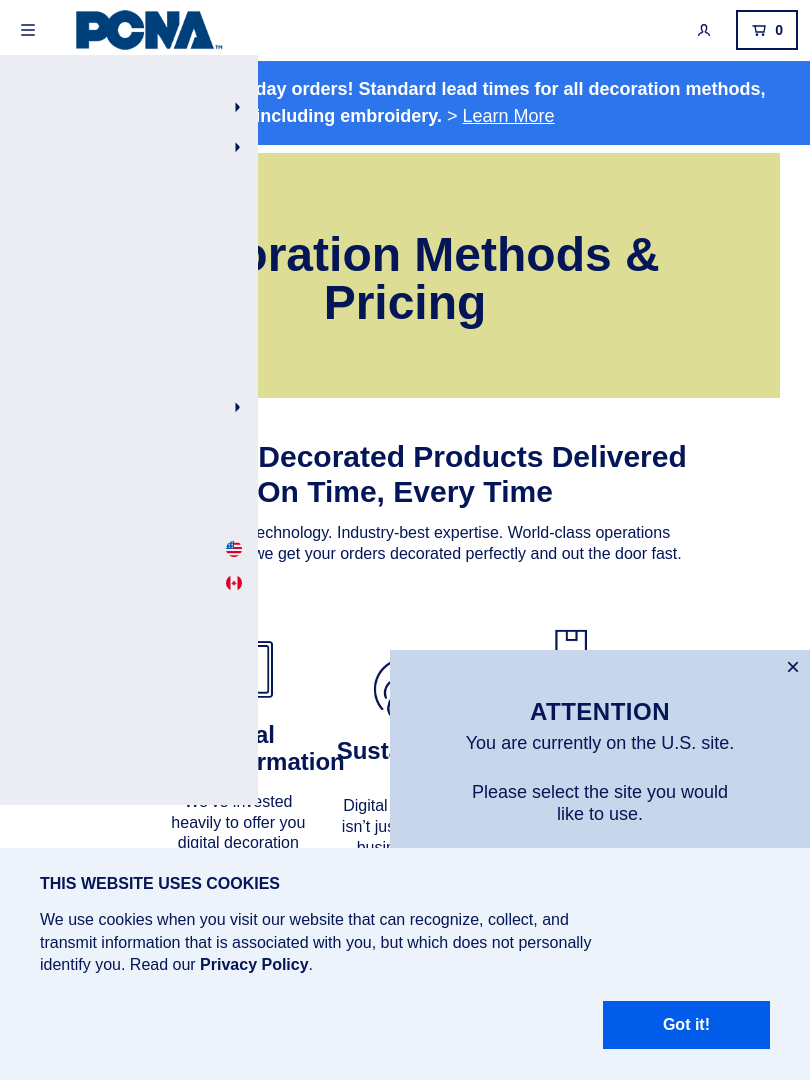 PCNA™
0
day orders! Standard lead times for all decoration methods,
including embroidery. > Learn More
oration Methods &
Pricing
Decorated Products Delivered
On Time, Every Time
echnology. Industry-best expertise. World-class operations
we get your orders decorated perfectly and out the door fast.
ATTENTION
You are currently on the U.S. site.
Please select the site you would
like to use.
al
rmation
We've invested
heavily to offer you
digital decoration
Susta
Digital
isn't jus
busin
THIS WEBSITE USES COOKIES
We use cookies when you visit our website that can recognize, collect, and
transmit information that is associated with you, but which does not personally
identify you. Read our Privacy Policy.
Got it!